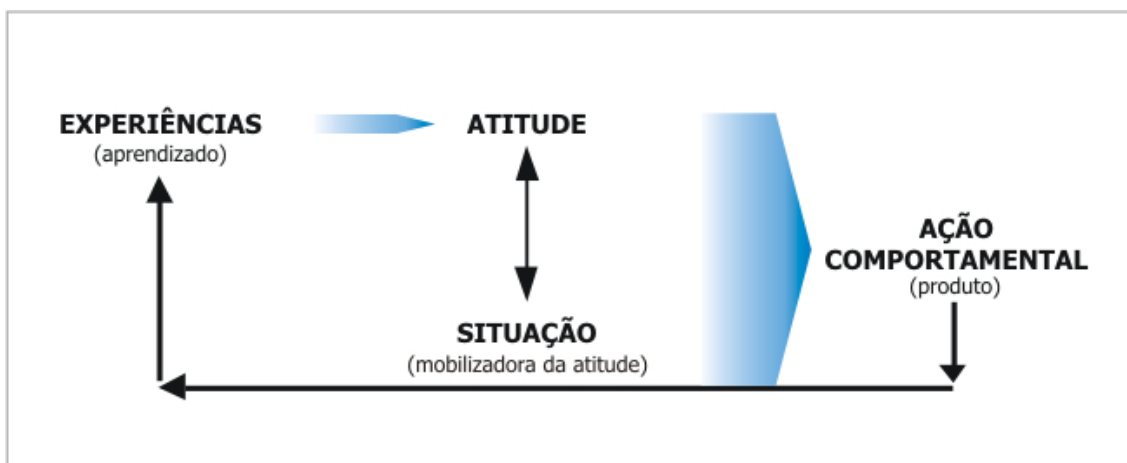 EXPERIÊNCIAS
(aprendizado)
ATITUDE
SITUAÇÃO
(mobilizadora da atitude)
AÇÃO
COMPORTAMENTAL
(produto)